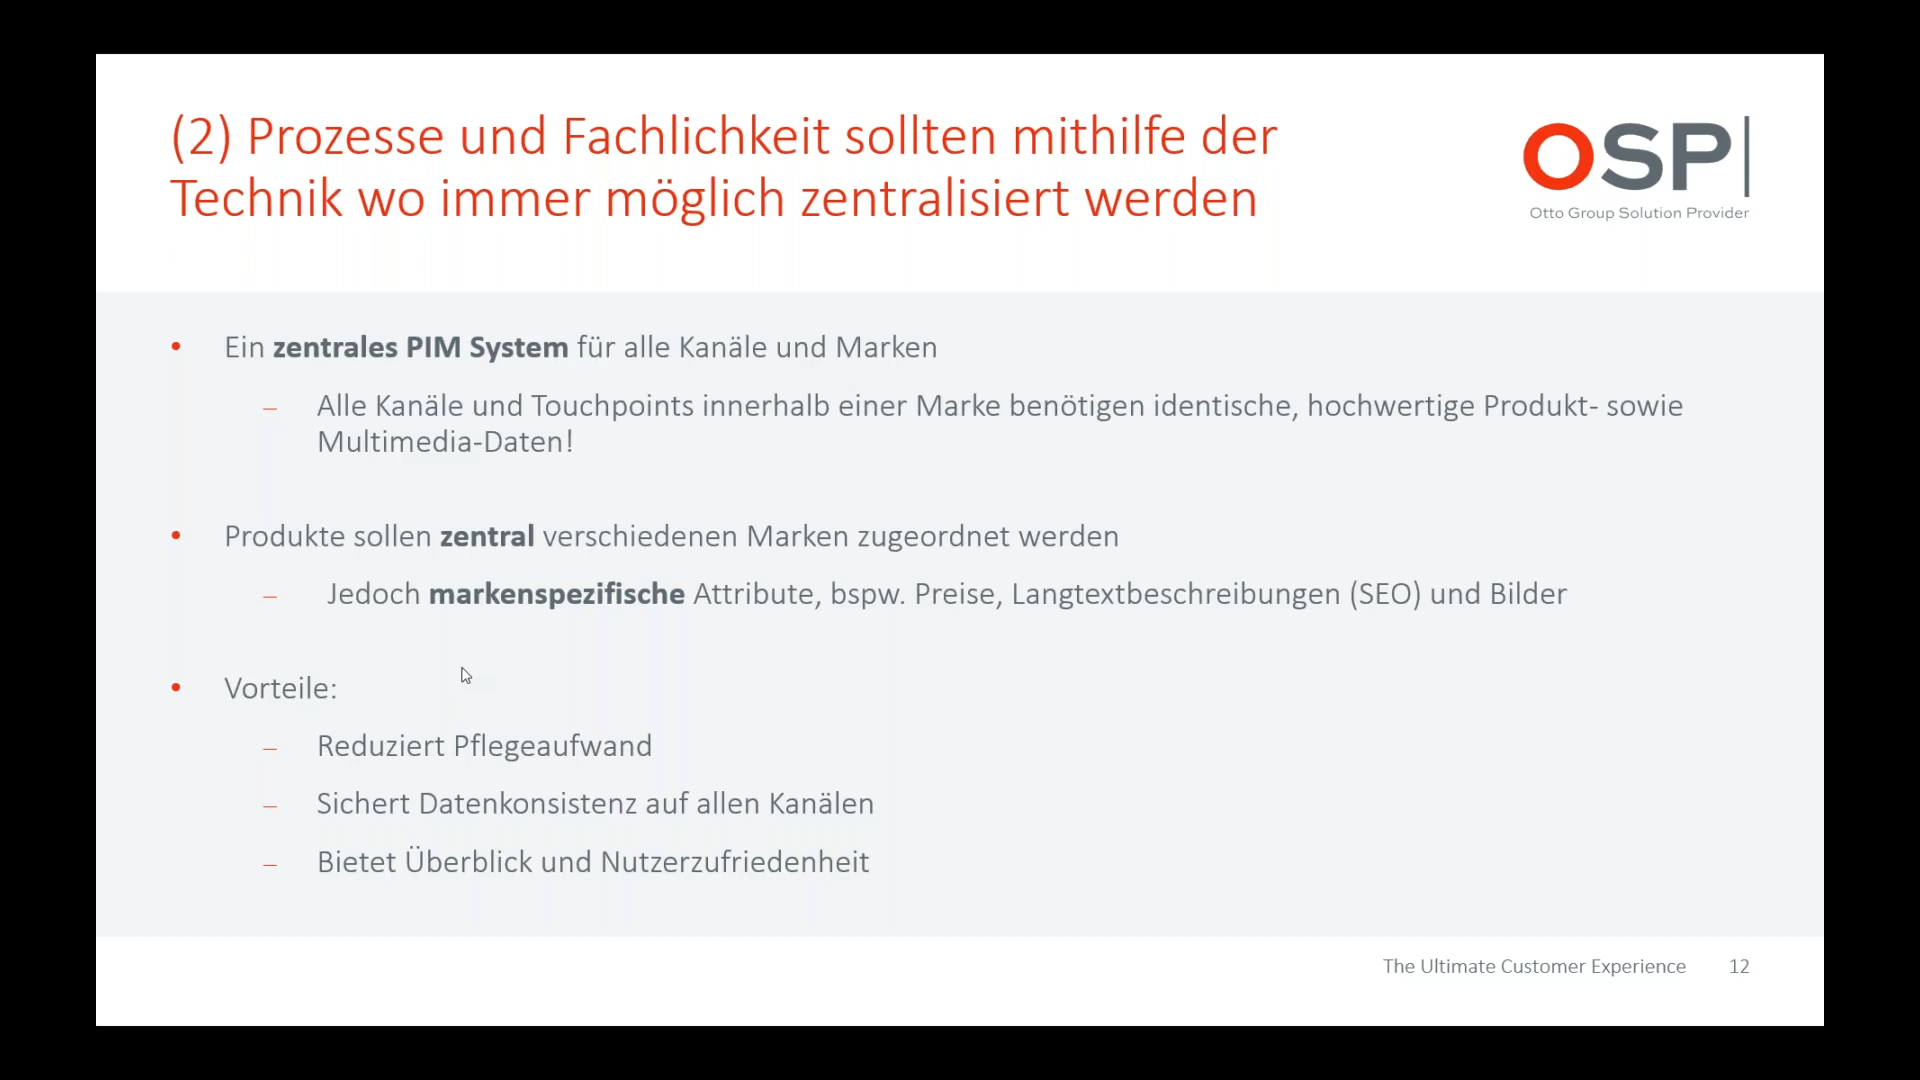 (2) Prozesse und Fachlichkeit sollten mithilfe der
Technik wo immer möglich zentralisiert werden
OSP
Otto Group Solution Provider
• Ein zentrales PIM System für alle Kanäle und Marken
– Alle Kanäle und Touchpoints innerhalb einer Marke benötigen identische, hochwertige Produkt- sowie
Multimedia-Daten!
• Produkte sollen zentral verschiedenen Marken zugeordnet werden
– Jedoch markenspezifische Attribute, bspw. Preise, Langtextbeschreibungen (SEO) und Bilder
• Vorteile:
– Reduziert Pflegeaufwand
– Sichert Datenkonsistenz auf allen Kanälen
– Bietet Überblick und Nutzerzufriedenheit
The Ultimate Customer Experience 12